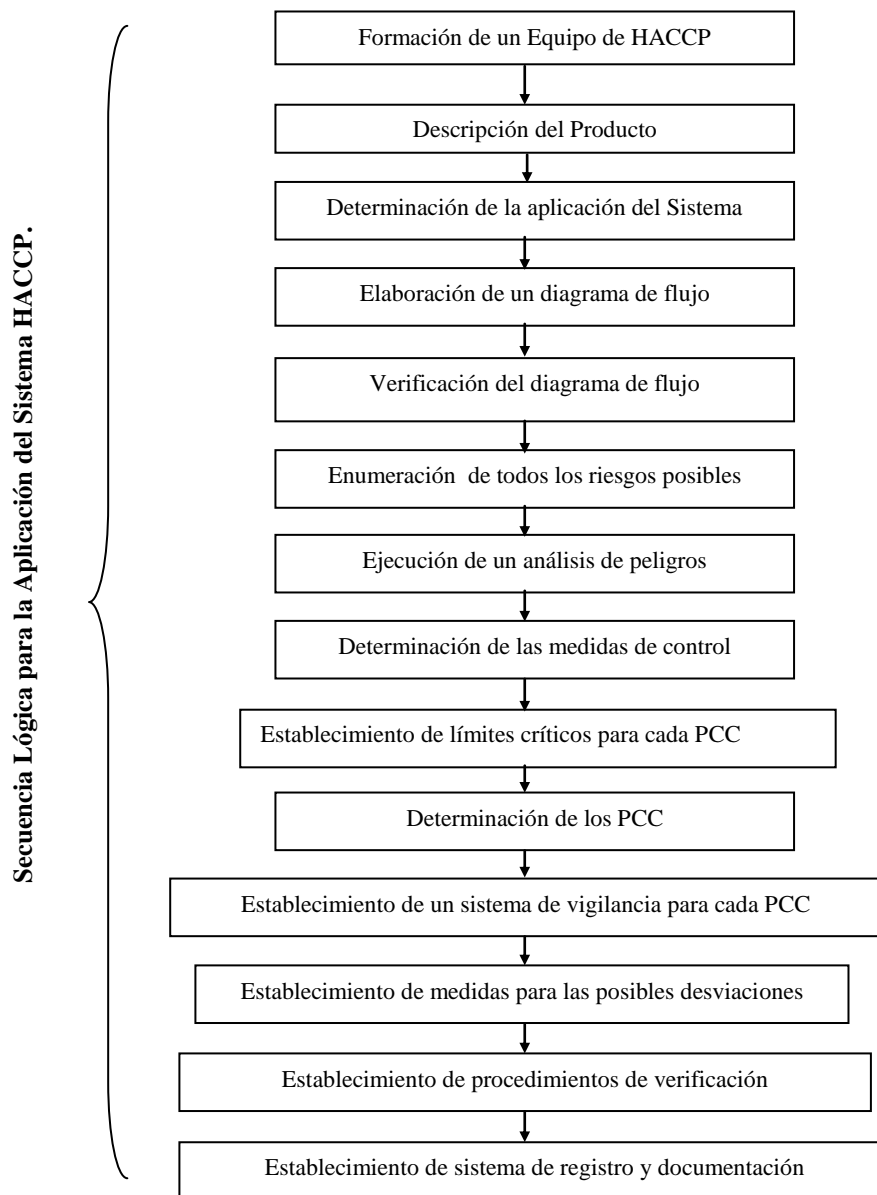 Secuencia Lógica para la Aplicación del Sistema HACCP.
Formación de un Equipo de HACCP
Descripción del Producto
Determinación de la aplicación del Sistema
Elaboración de un diagrama de flujo
Verificación del diagrama de flujo
Enumeración de todos los riesgos posibles
Ejecución de un análisis de peligros
Determinación de las medidas de control
Establecimiento de límites críticos para cada PCC
Determinación de los PCC
Establecimiento de un sistema de vigilancia para cada PCC
Establecimiento de medidas para las posibles desviaciones
Establecimiento de procedimientos de verificación
Establecimiento de sistema de registro y documentación